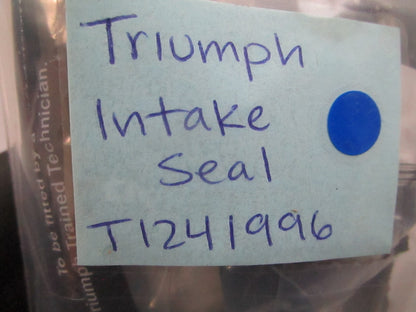 Triumph
Intake
Seal
T1241996
To be fitted by a
Triumph Trained Technician